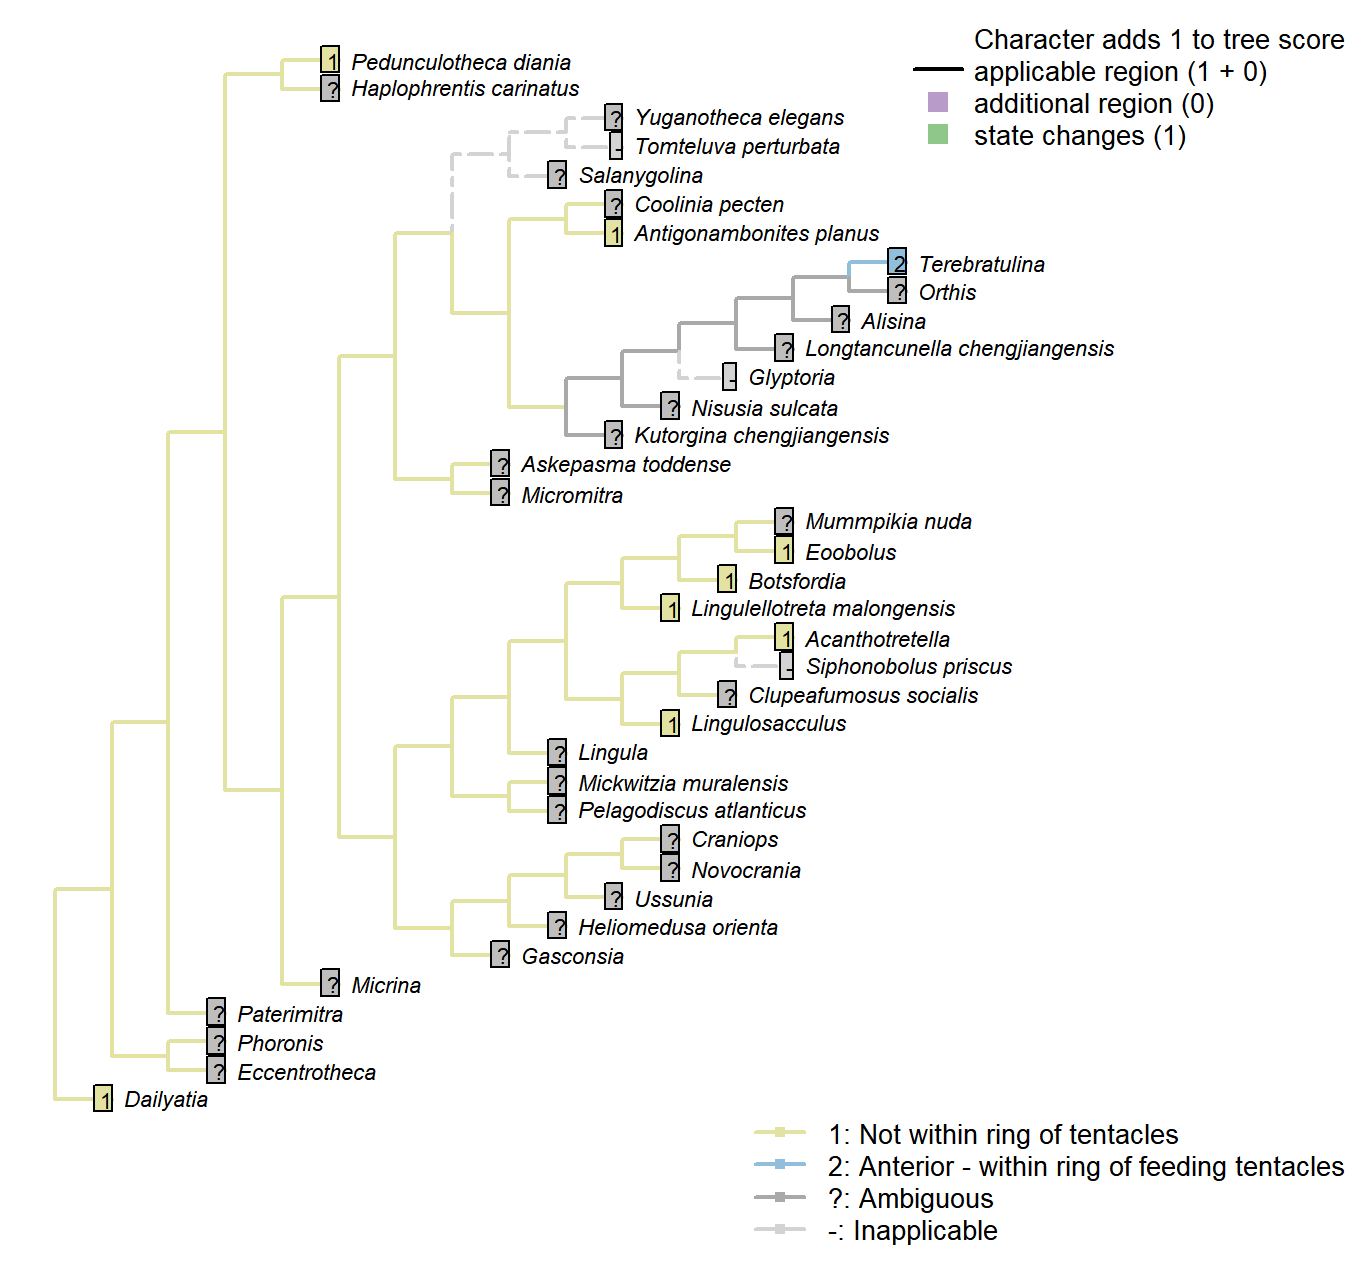 Character adds 1 to tree score
applicable region (1 + 0)
additional region (0)
state changes (1)
1 Pedunculotheca diania
? Haplophrentis carinatus
? Yuganotheca elegans
- Tomteluva perturbata
? Salanygolina
? Coolinia pecten
1 Antigonambonites planus
2 Terebratulina
? Orthis
? Alisina
? Longtancunella chengjiangensis
- Glyptoria
? Nisusia sulcata
? Kutorgina chengjiangensis
? Askepasma toddense
? Micromitra
? Mummpikia nuda
1 Eoobolus
1 Botsfordia
1 Lingulellotreta malongensis
1 Acanthotretella
- Siphonobolus priscus
? Clupeafumosus socialis
1 Lingulosacculus
? Lingula
? Mickwitzia muralensis
? Pelagodiscus atlanticus
? Craniops
? Novocrania
? Ussunia
? Heliomedusa orienta
? Gasconsia
? Micrina
? Paterimitra
? Phoronis
? Eccentrotheca
1 Dailyatia
1: Not within ring of tentacles
2: Anterior - within ring of feeding tentacles
?: Ambiguous
-: Inapplicable